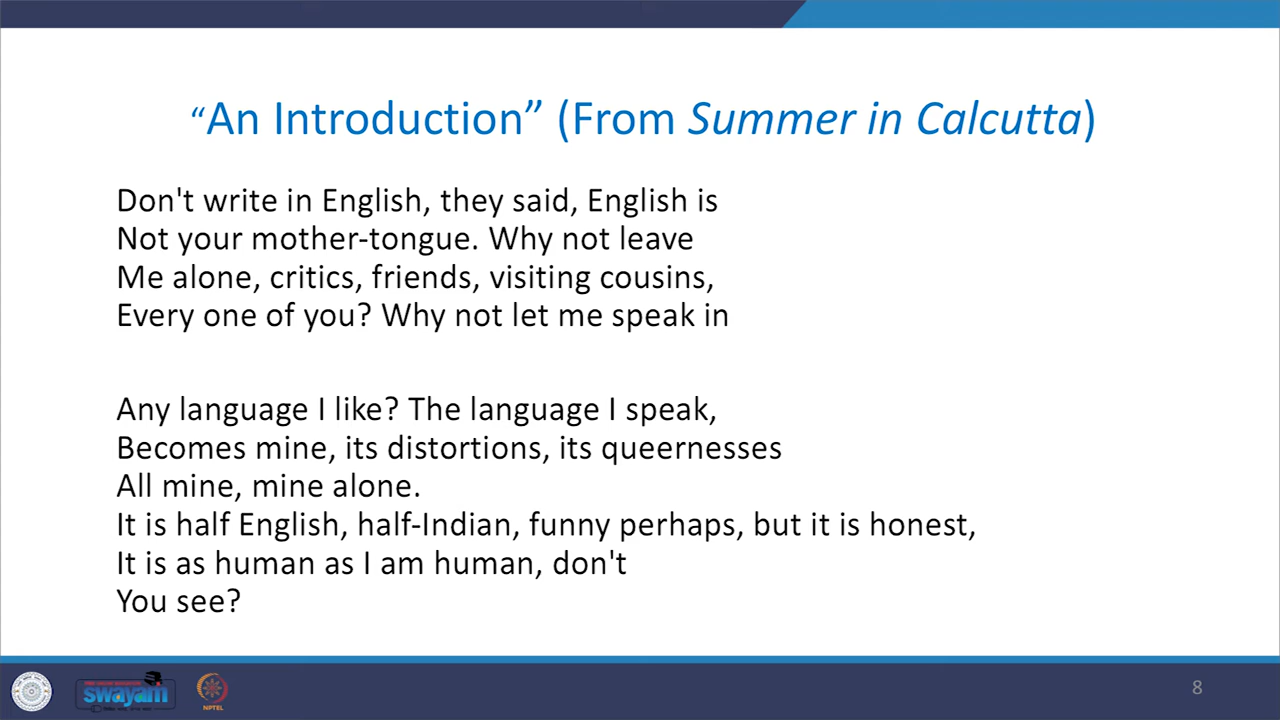 “An Introduction” (From Summer in Calcutta)
Don't write in English, they said, English is
Not your mother-tongue. Why not leave
Me alone, critics, friends, visiting cousins,
Every one of you? Why not let me speak in
Any language I like? The language I speak,
Becomes mine, its distortions, its queernesses
All mine, mine alone.
It is half English, half-Indian, funny perhaps, but it is honest,
It is as human as I am human, don't
You see?
swayam
NPTEL
8